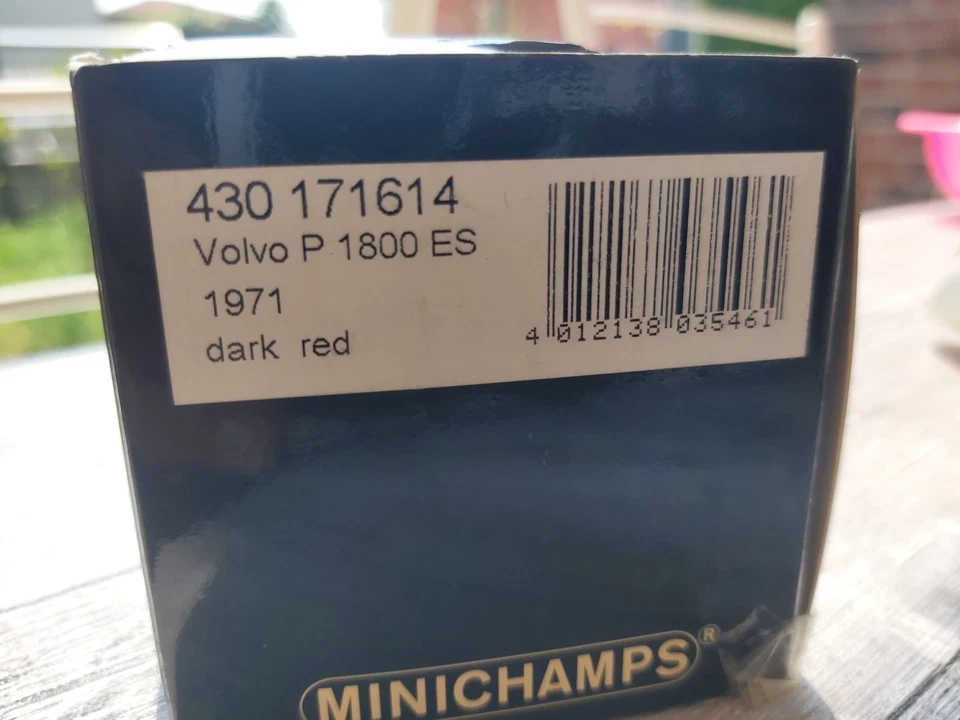 430 171614
Volvo P 1800 ES
1971
dark red
4 012138 035461
MINICHAMPS®